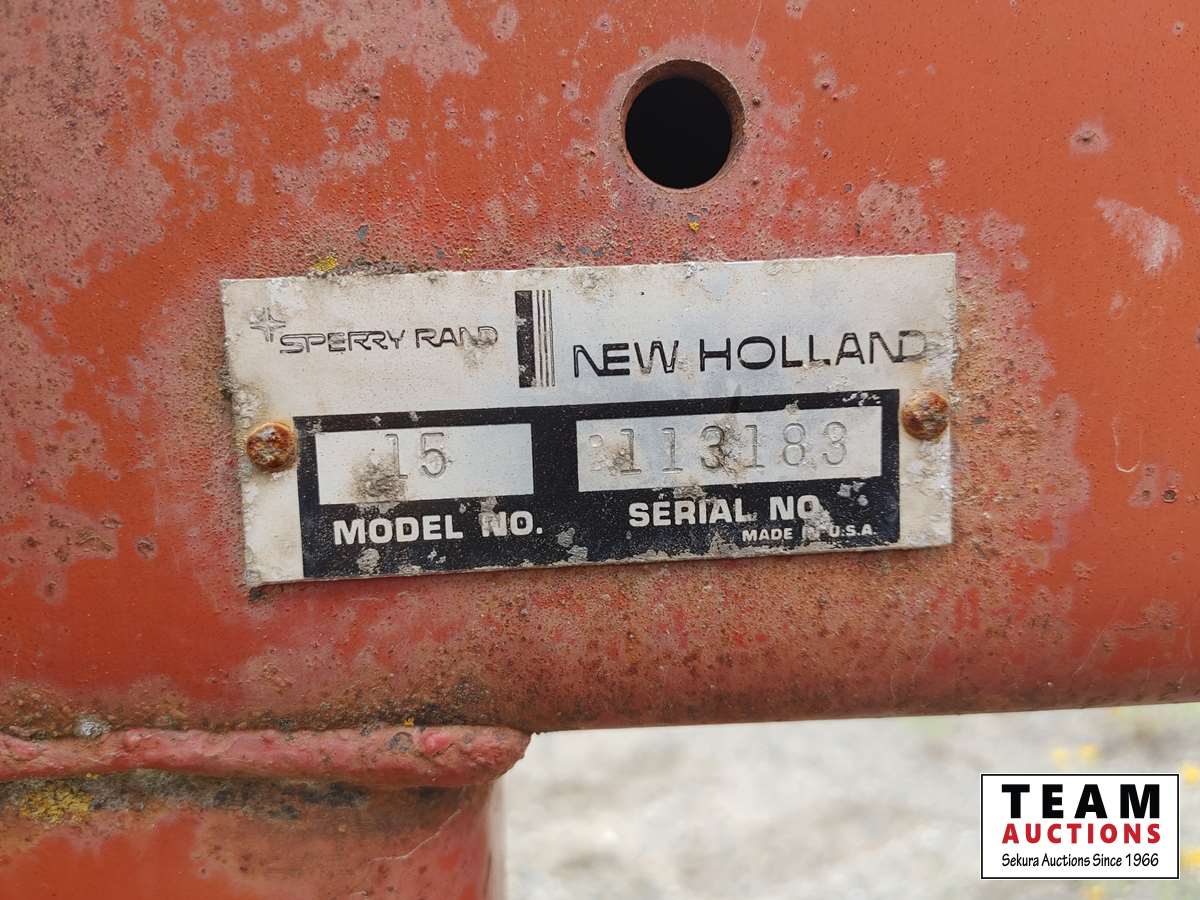 SPERRY RAND
NEW HOLLAND
15
113183
MODEL NO.
SERIAL NO.
MADE IN U.S.A.
TEAM
AUCTIONS
Sekura Auctions Since 1966